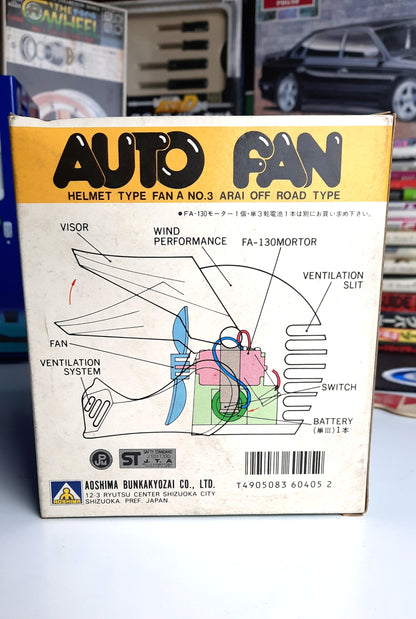 THE
WHEEL
AUTO FAN
HELMET TYPE FAN A NO.3 ARAI OFF ROAD TYPE
●FA-130モーター1個・単3乾電池1本は別にお買い求め下さい。
VISOR
WIND
PERFORMANCE
FA-130MORTOR
VENTILATION
SLIT
FAN
VENTILATION
SYSTEM
SWITCH
BATTERY
(単III)1本
ST
J.T.A
AOSHIMA BUNKAKYOZAI CO., LTD.
12-3 RYUTSU CENTER SHIZUOKA CITY
SHIZUOKA. PREF. JAPAN.
T4905083 60405 2